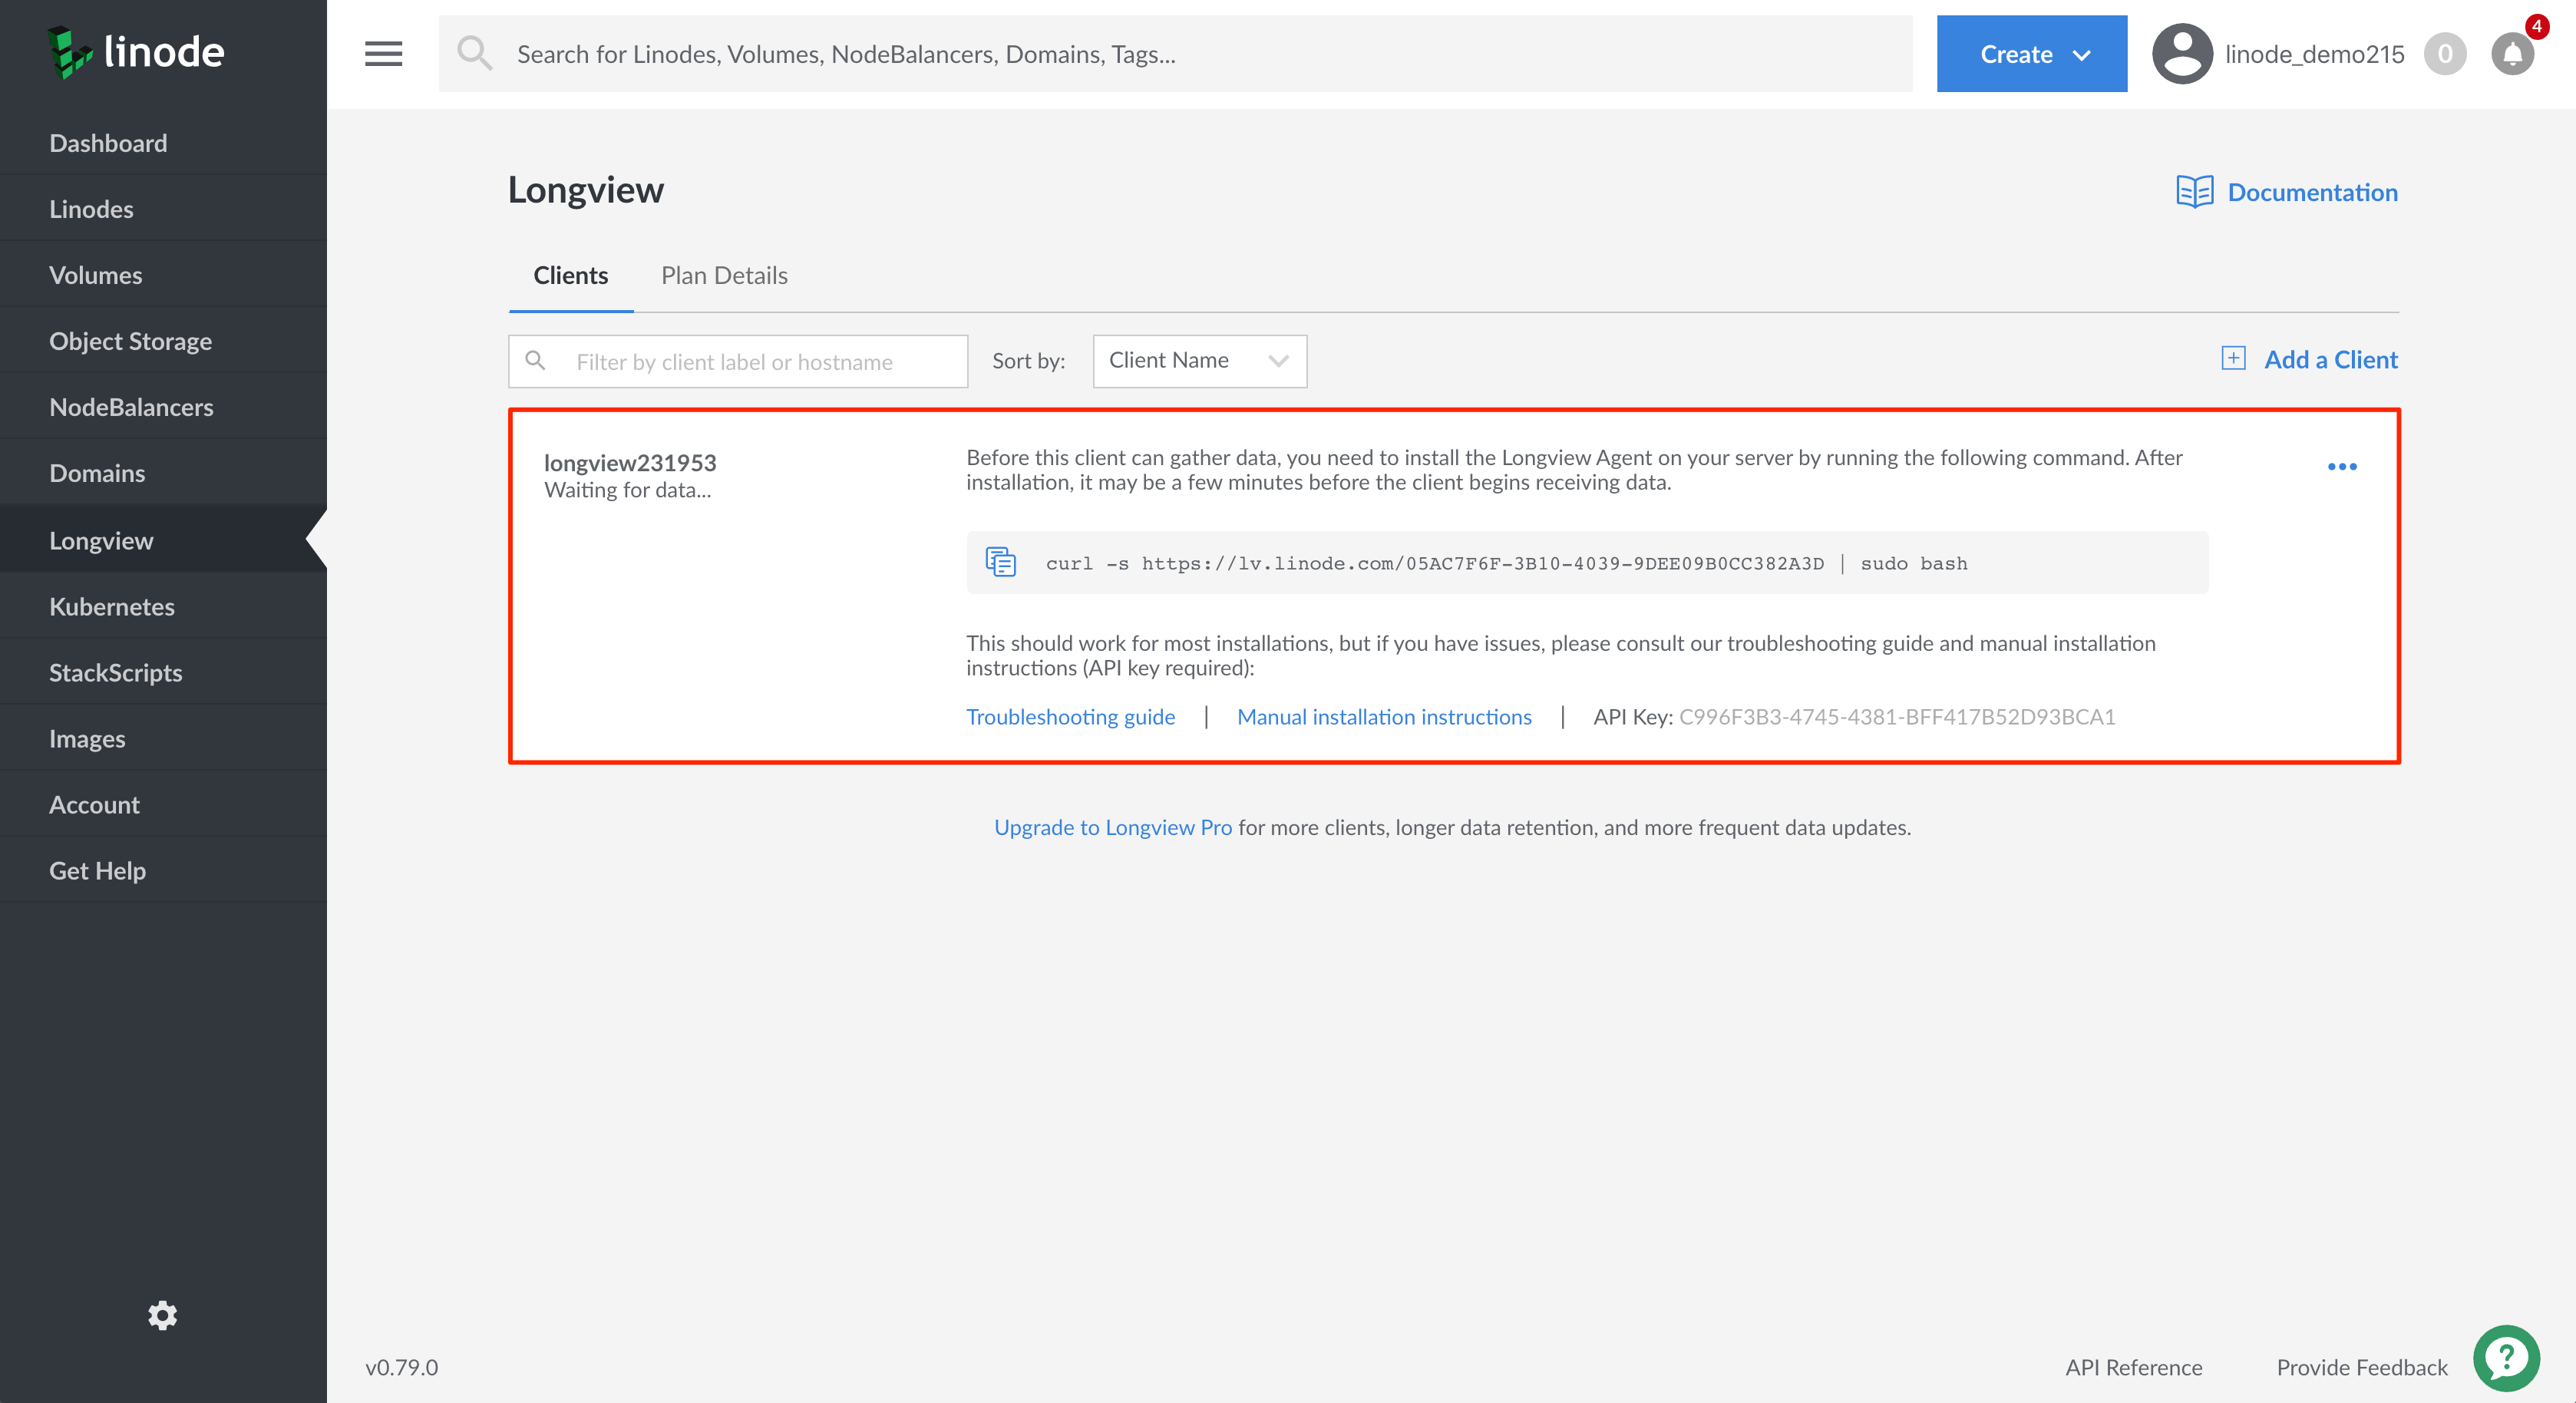 linode
Search for Linodes, Volumes, NodeBalancers, Domains, Tags...
Create
linode_demo215
0
4
Dashboard
Linodes
Volumes
Object Storage
NodeBalancers
Domains
Longview
Kubernetes
StackScripts
Images
Account
Get Help
Longview
Documentation
Clients
Plan Details
Filter by client label or hostname
Sort by:
Client Name
Add a Client
longview231953
Waiting for data...
Before this client can gather data, you need to install the Longview Agent on your server by running the following command. After
installation, it may be a few minutes before the client begins receiving data.
curl -s https://lv.linode.com/05AC7F6F-3B10-4039-9DEE09B0CC382A3D | sudo bash
This should work for most installations, but if you have issues, please consult our troubleshooting guide and manual installation
instructions (API key required):
Troubleshooting guide | Manual installation instructions | API Key: C996F3B3-4745-4381-BFF417B52D93BCA1
Upgrade to Longview Pro for more clients, longer data retention, and more frequent data updates.
v0.79.0
API Reference
Provide Feedback
?